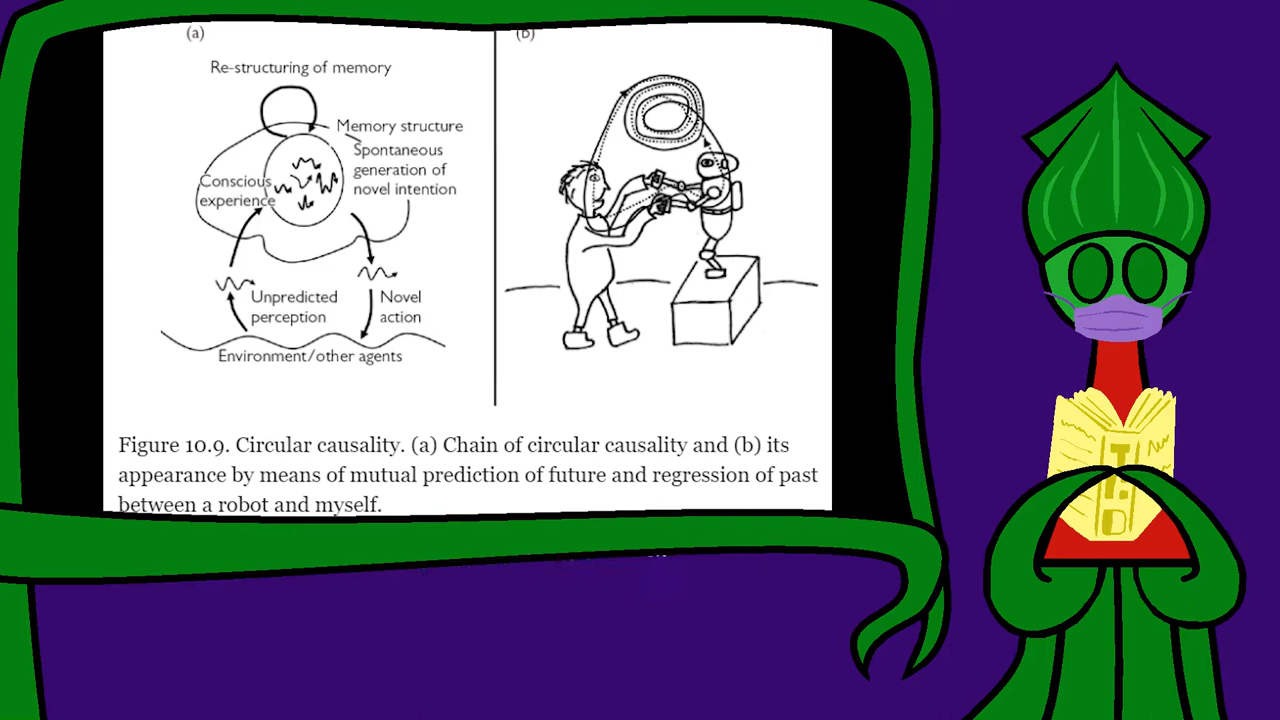 (a)
(b)
Re-structuring of memory
Memory structure
Spontaneous
generation of
novel intention
Conscious
experience
Unpredicted
perception
Novel
action
Environment/other agents
Figure 10.9. Circular causality. (a) Chain of circular causality and (b) its
appearance by means of mutual prediction of future and regression of past
between a robot and myself.